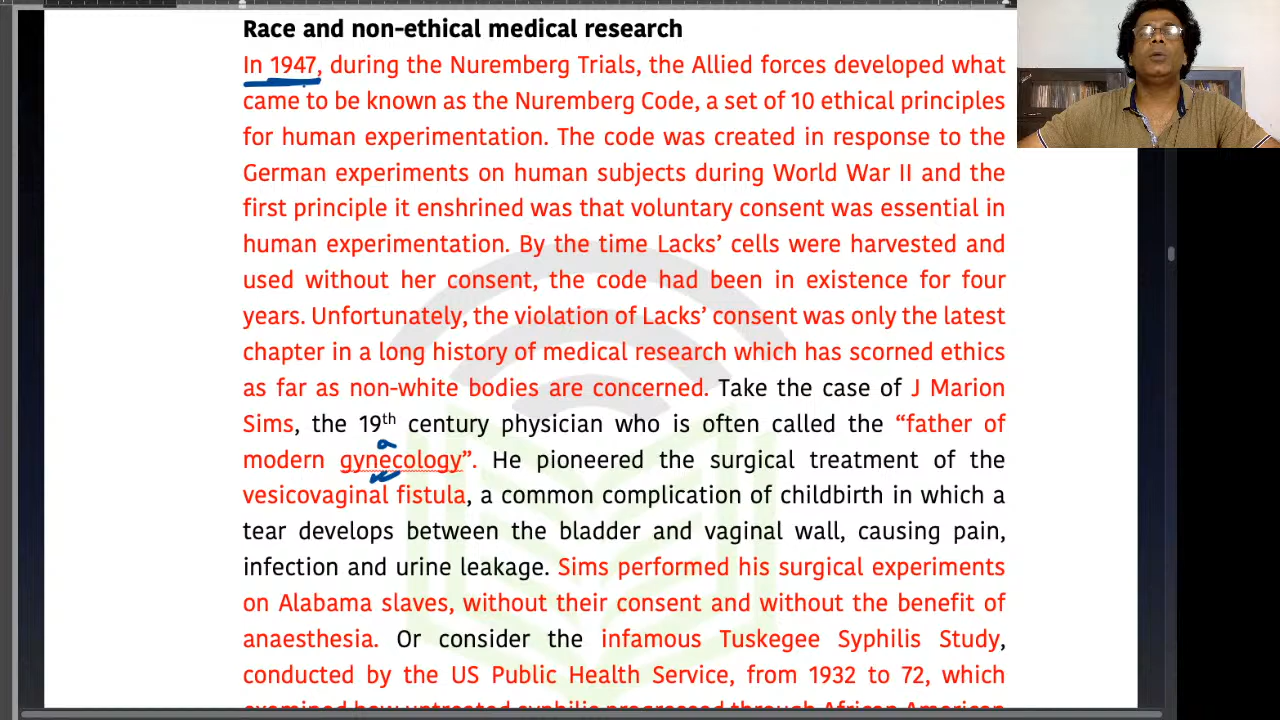 Race and non-ethical medical research
In 1947, during the Nuremberg Trials, the Allied forces developed what
came to be known as the Nuremberg Code, a set of 10 ethical principles
for human experimentation. The code was created in response to the
German experiments on human subjects during World War II and the
first principle it enshrined was that voluntary consent was essential in
human experimentation. By the time Lacks’ cells were harvested and
used without her consent, the code had been in existence for four
years. Unfortunately, the violation of Lacks’ consent was only the latest
chapter in a long history of medical research which has scorned ethics
as far as non-white bodies are concerned. Take the case of J Marion
Sims, the 19th century physician who is often called the “father of
modern gynecology”. He pioneered the surgical treatment of the
vesicovaginal fistula, a common complication of childbirth in which a
tear develops between the bladder and vaginal wall, causing pain,
infection and urine leakage. Sims performed his surgical experiments
on Alabama slaves, without their consent and without the benefit of
anaesthesia. Or consider the infamous Tuskegee Syphilis Study,
conducted by the US Public Health Service, from 1932 to 72, which
examined how untreated syphilis progressed through African American